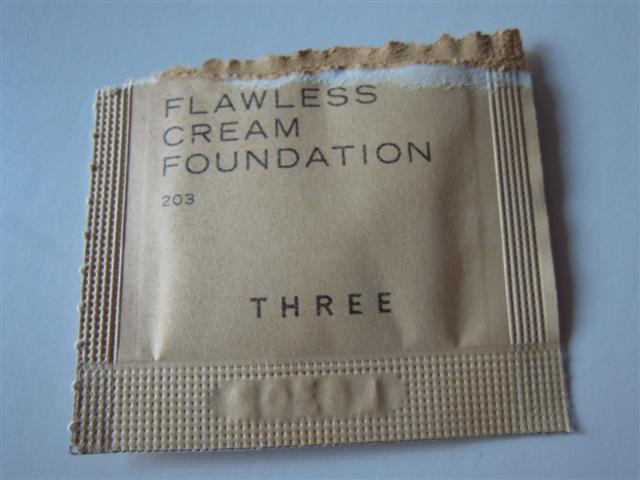 FLAWLESS
CREAM
FOUNDATION
203
THREE